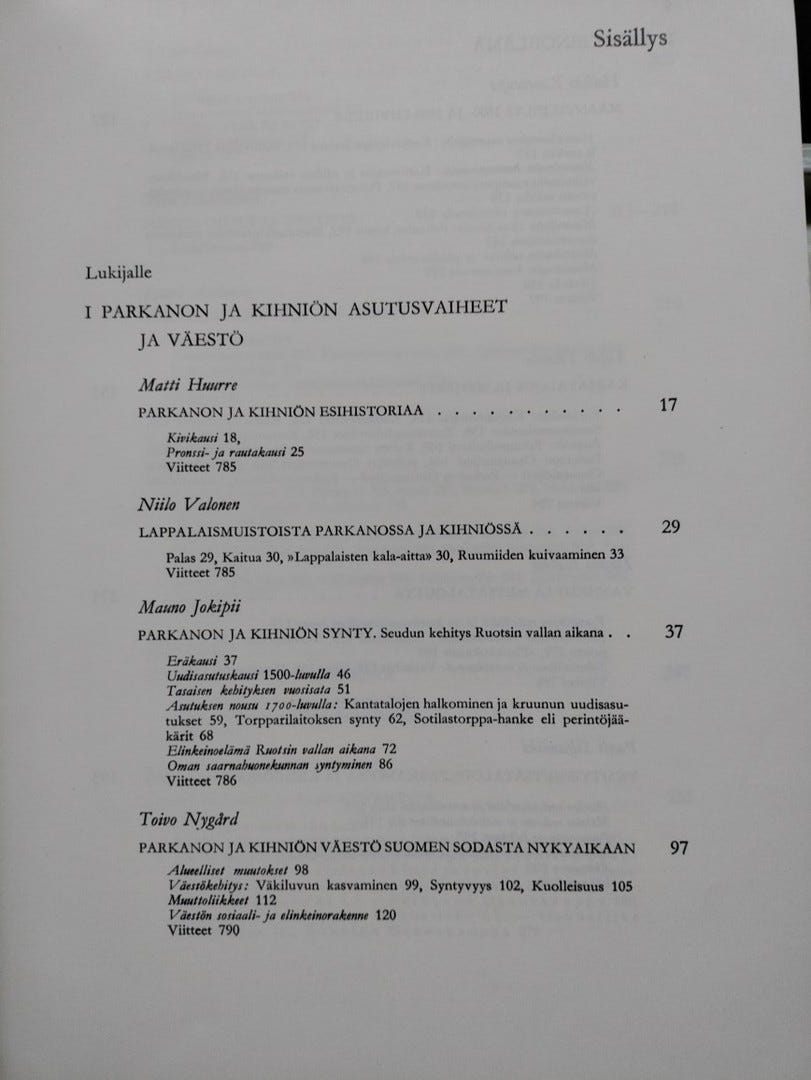 Sisällys
Lukijalle
I PARKANON JA KIHNIÖN ASUTUSVAIHEET
JA VÄESTÖ
Matti Huurre
PARKANON JA KIHNIÖN ESIHISTORIAA . . . . . . . . . . . 17
Kivikausi 18,
Pronssi- ja rautakausi 25
Viitteet 785
Niilo Valonen
LAPPALAISMUISTOISTA PARKANOSSA JA KIHNIÖSSÄ . . . . . . 29
Palas 29, Kaitua 30, »Lappalaisten kala-aitta» 30, Ruumiiden kuivaaminen 33
Viitteet 785
Mauno Jokipii
PARKANON JA KIHNIÖN SYNTY. Seudun kehitys Ruotsin vallan aikana . . 37
Eräkausi 37
Uudisasutuskausi 1500-luvulla 46
Tasaisen kehityksen vuosisata 51
Asutuksen nousu 1700-luvulla: Kantatalojen halkominen ja kruunun uudisasu-
tukset 59, Torpparilaitoksen synty 62, Sotilastorppa-hanke eli perintöjää-
kärit 68
Elinkeinoelämä Ruotsin vallan aikana 72
Oman saarnahuonekunnan syntyminen 86
Viitteet 786
Toivo Nygård
PARKANON JA KIHNIÖN VÄESTÖ SUOMEN SODASTA NYKYAIKAAN 97
Alueelliset muutokset 98
Väestökehitys: Väkiluvun kasvaminen 99, Syntyvyys 102, Kuolleisuus 105
Muuttoliikkeet 112
Väestön sosiaali- ja elinkeinorakenne 120
Viitteet 790